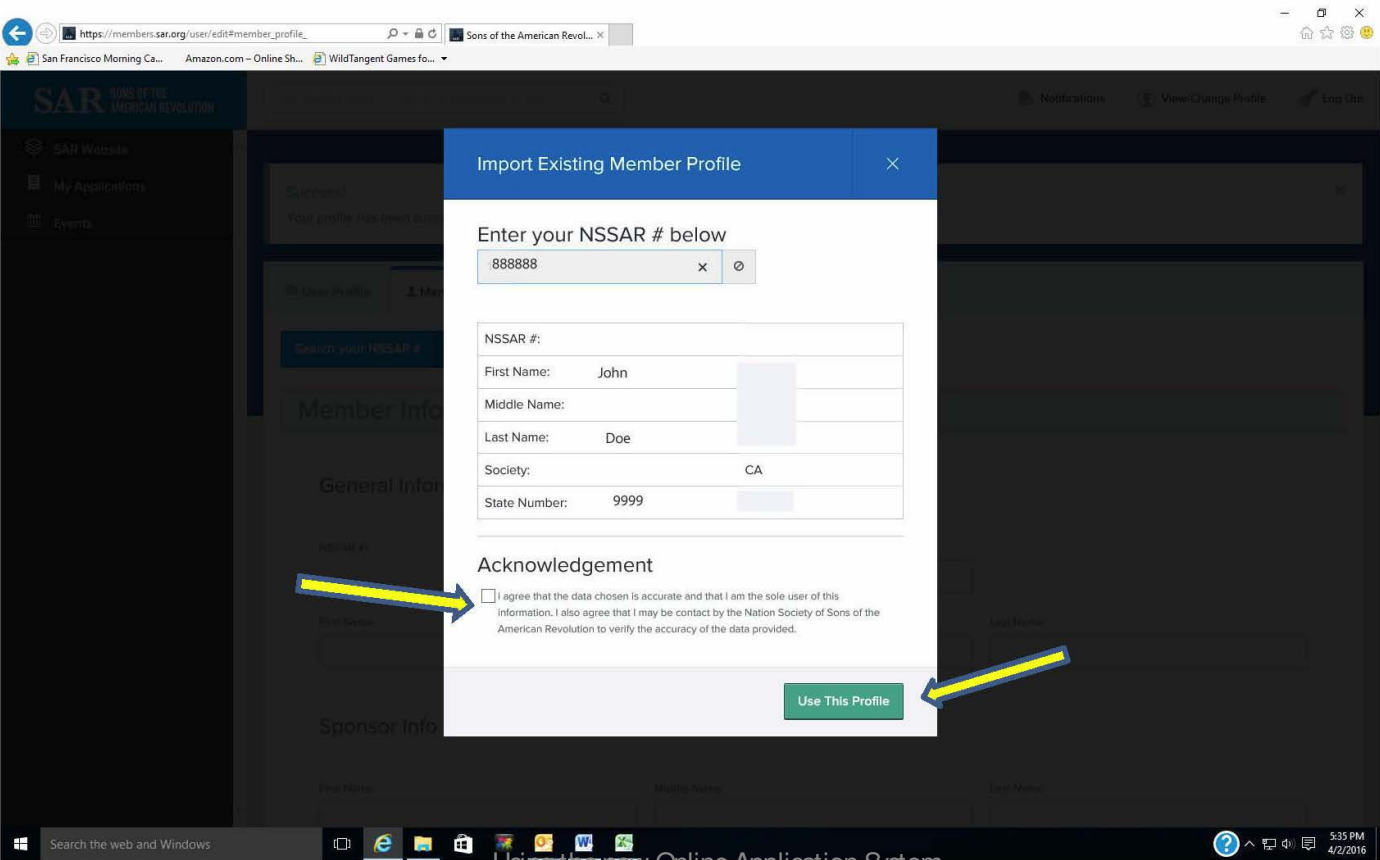 https://members.sar.org/user/edit#member_profile_
Sons of the American Revol...
San Francisco Morning Ca... Amazon.com – Online Sh... WildTangent Games fo...
SAR SONS OF THE AMERICAN REVOLUTION
Notifications View/Change Profile Log Out
SAR Website
My Applications
Events
Success!
Your profile has been
User Profile
Search your NSSAR #
Member Info
General Infor
NSSAR #:
First Name
Last Name
Sponsor Info
First Name
Middle Name
Last Name
Import Existing Member Profile
Enter your NSSAR # below
888888
NSSAR #:
First Name: John
Middle Name:
Last Name: Doe
Society: CA
State Number: 9999
Acknowledgement
I agree that the data chosen is accurate and that I am the sole user of this
information. I also agree that I may be contact by the Nation Society of Sons of the
American Revolution to verify the accuracy of the data provided.
Use This Profile
Search the web and Windows
5:35 PM
4/2/2016
Online Application System